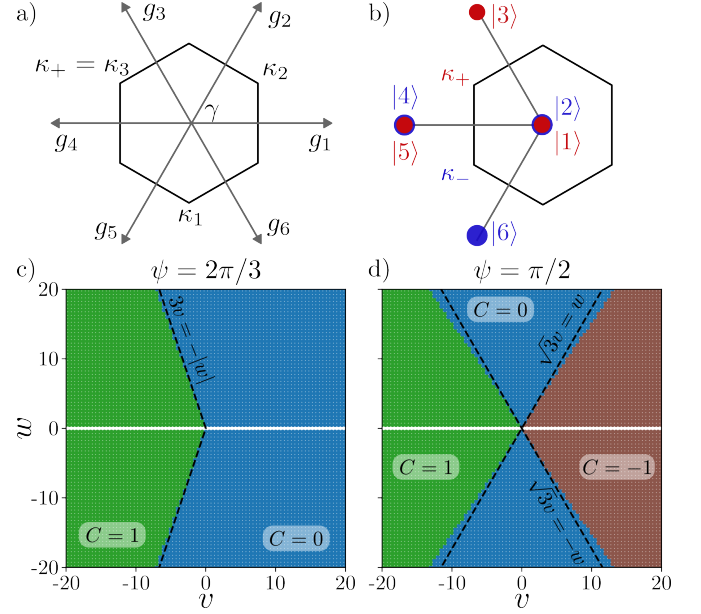 a)
g₃
g₂
κ₊ = κ₃
κ₂
γ
g₄
g₁
κ₁
g₅
g₆
b)
|3⟩
κ₊
|4⟩
|2⟩
|5⟩
|1⟩
κ₋
|6⟩
c)
ψ = 2π/3
20
10
0
-10
-20
w
3v = −|w|
C = 1
C = 0
-20
-10
0
10
20
v
d)
ψ = π/2
C = 0
√3v = w
C = 1
C = −1
√3v = −w
-20
-10
0
10
20
v